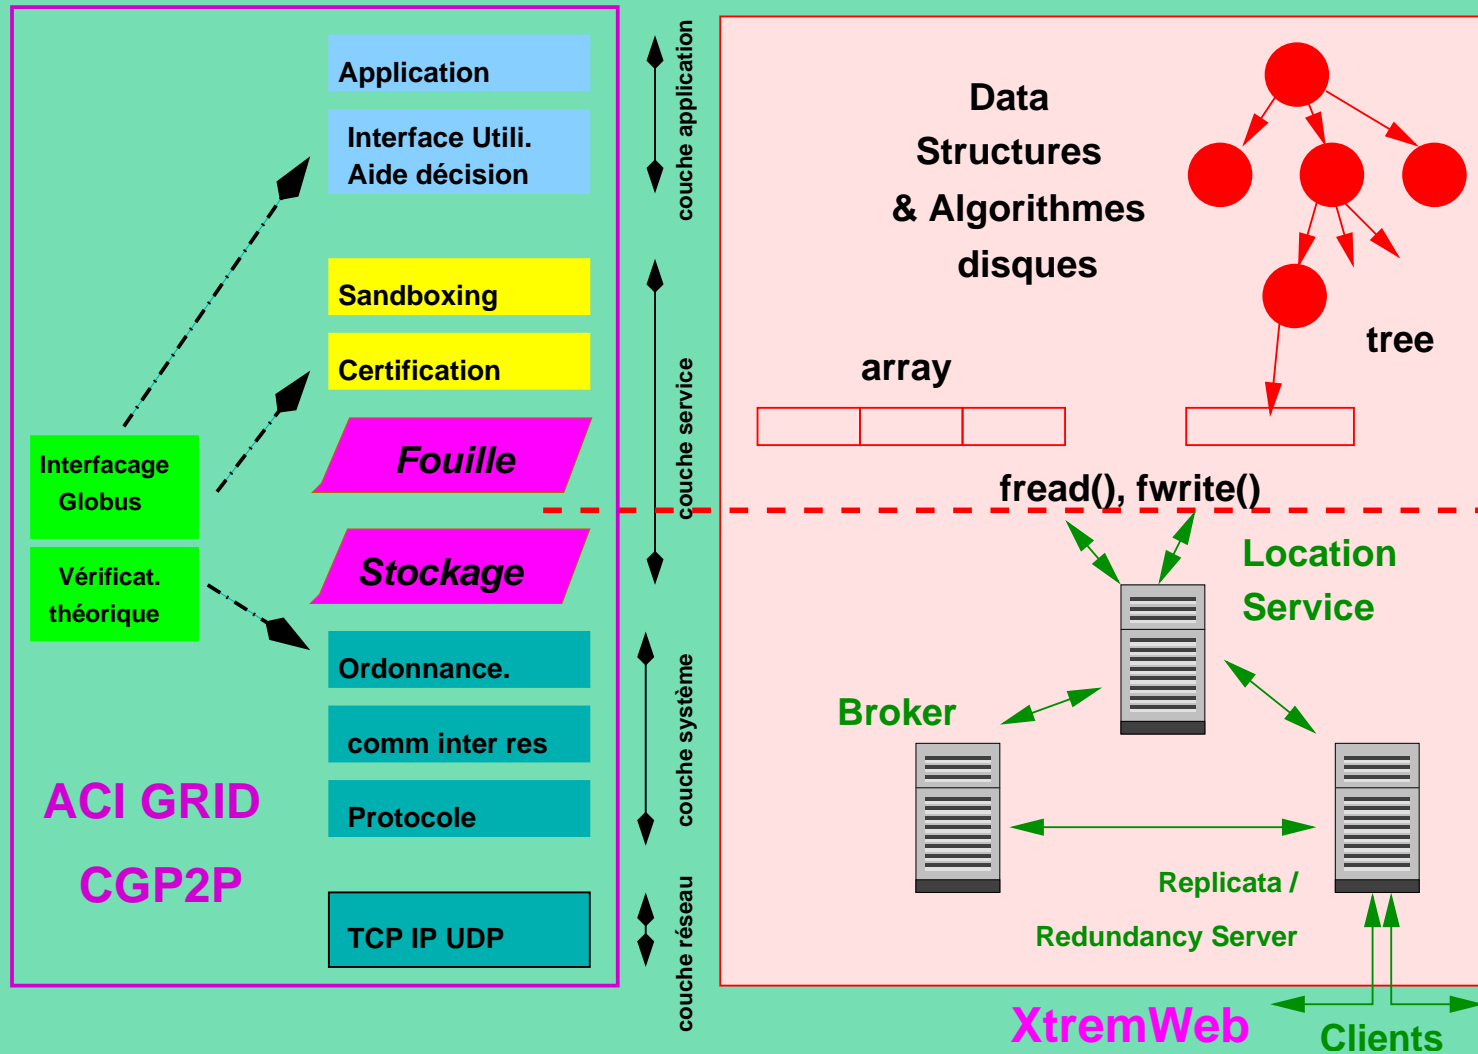 Application
Interface Utili.
Aide décision
couche application
Sandboxing
Certification
Fouille
Stockage
couche service
Interfacage
Globus
Vérificat.
théorique
Ordonnance.
comm inter res
Protocole
couche système
TCP IP UDP
couche réseau
ACI GRID
CGP2P
Data
Structures
& Algorithmes
disques
tree
array
fread(), fwrite()
Location
Service
Broker
Replicata /
Redundancy Server
XtremWeb
Clients